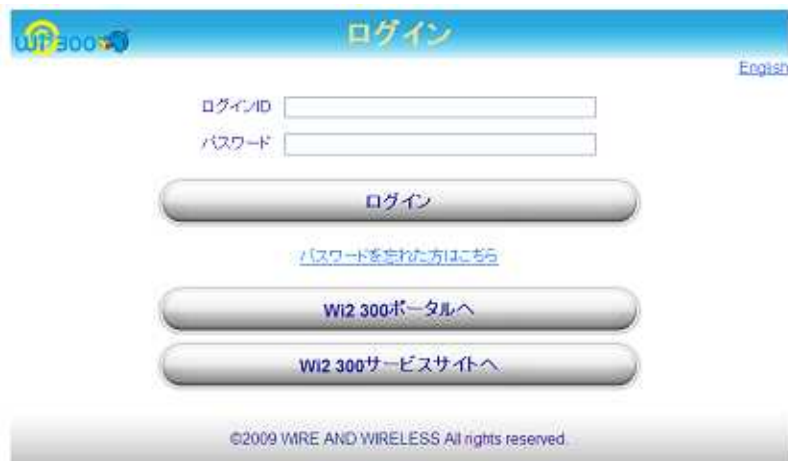 Wi2 300
ログイン
English
ログインID
パスワード
ログイン
パスワードを忘れた方はこちら
Wi2 300ポータルへ
Wi2 300サービスサイトへ
©2009 WIRE AND WIRELESS All rights reserved.